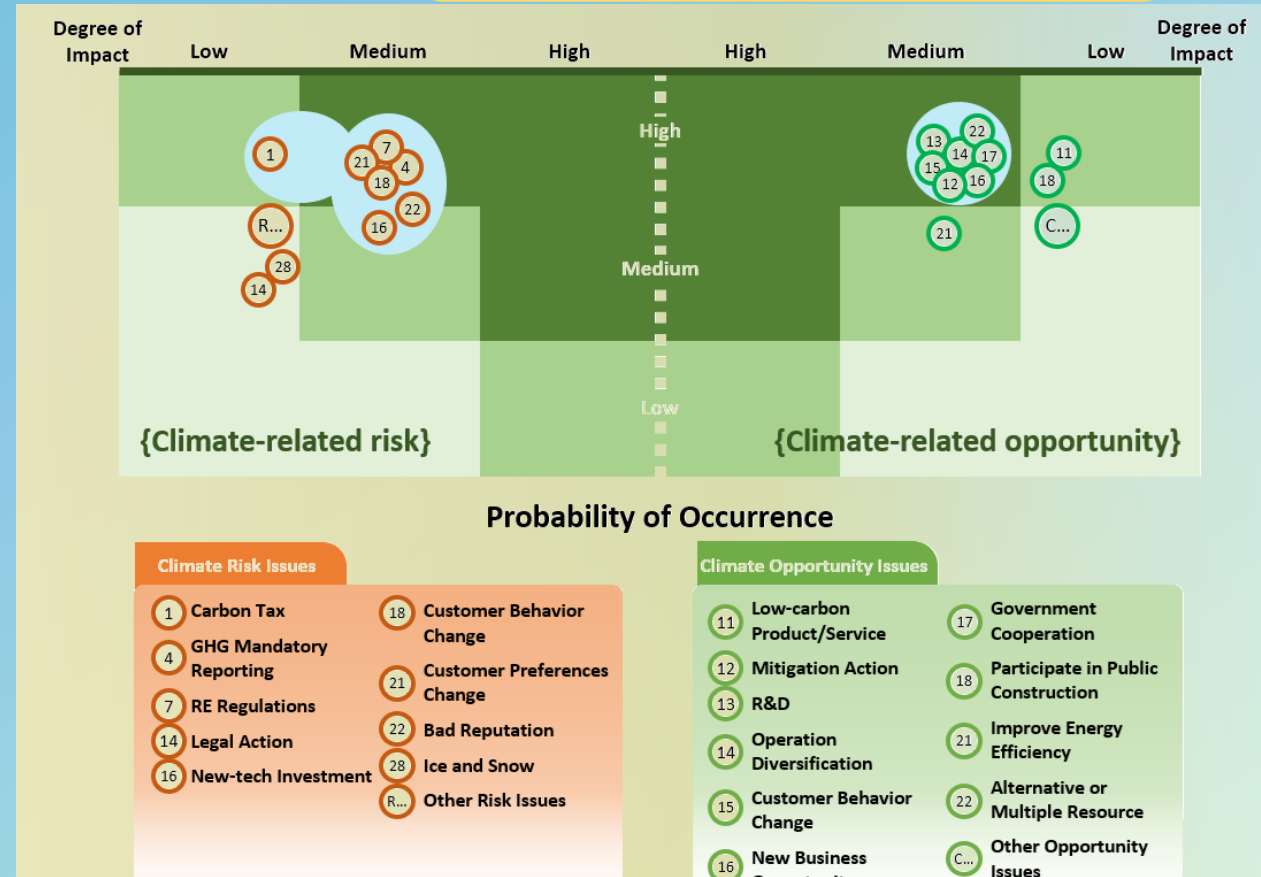 Degree of
Impact
Low
Medium
High
High
Medium
Low
Degree of
Impact
High
Medium
Low
1
7
21
4
18
22
16
R...
28
14
13
22
14
17
15
12
16
11
18
21
C...
{Climate-related risk}
{Climate-related opportunity}
Probability of Occurrence
Climate Risk Issues
1 Carbon Tax
4 GHG Mandatory
Reporting
7 RE Regulations
14 Legal Action
16 New-tech Investment
18 Customer Behavior
Change
21 Customer Preferences
Change
22 Bad Reputation
28 Ice and Snow
R... Other Risk Issues
Climate Opportunity Issues
11 Low-carbon
Product/Service
12 Mitigation Action
13 R&D
14 Operation
Diversification
15 Customer Behavior
Change
16 New Business
17 Government
Cooperation
18 Participate in Public
Construction
21 Improve Energy
Efficiency
22 Alternative or
Multiple Resource
C... Other Opportunity
Issues